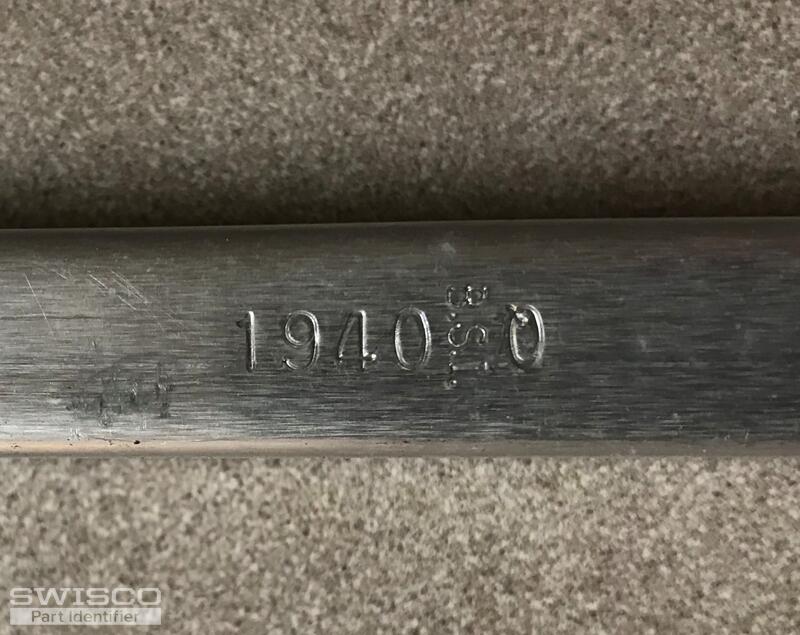 1940 0
SWISCO
Part Identifier